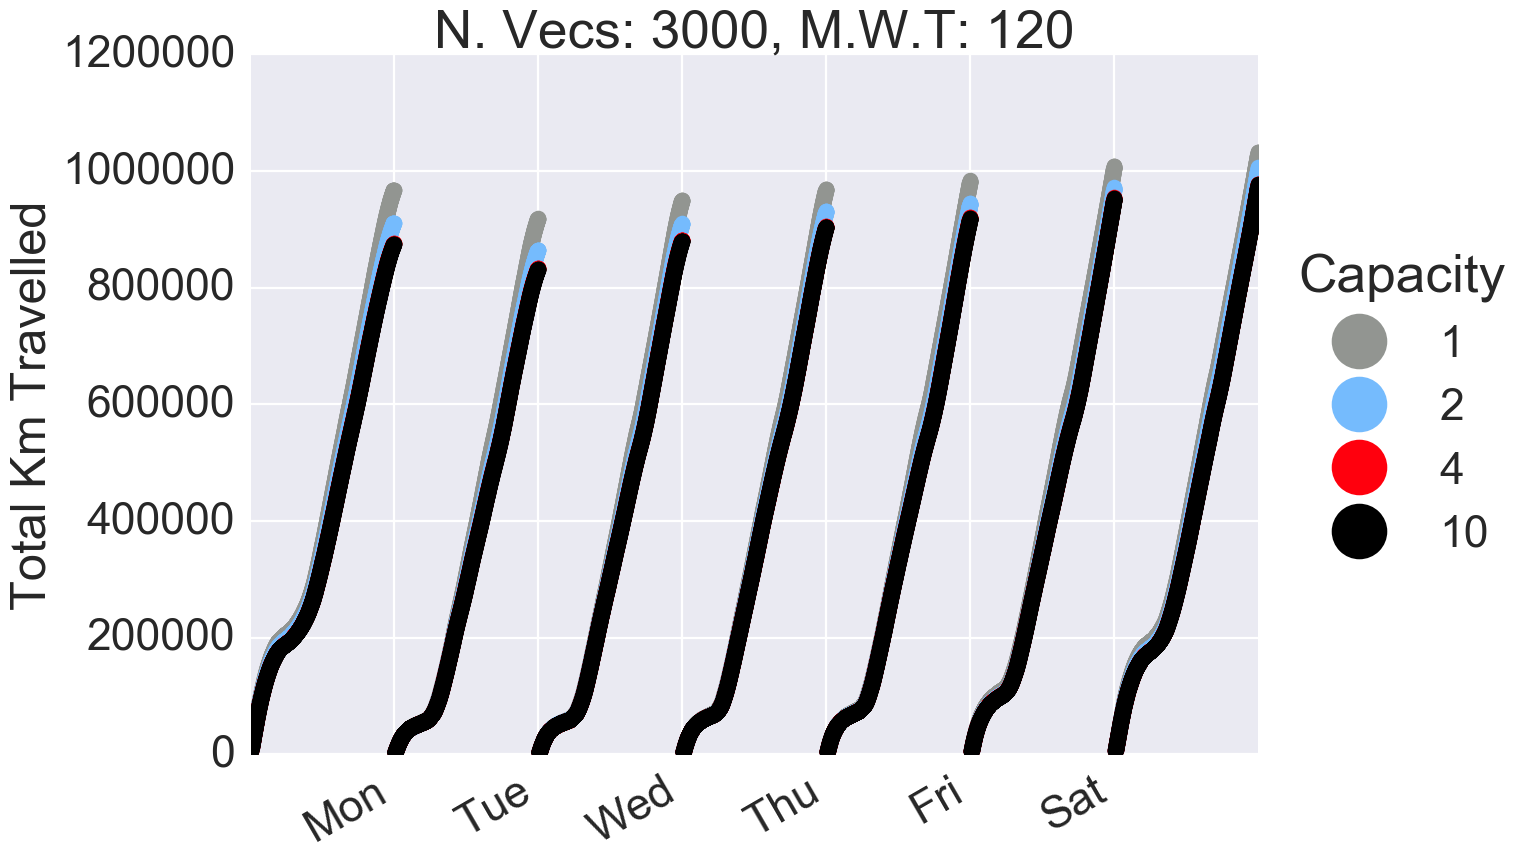 N. Vecs: 3000, M.W.T: 120
1200000
1000000
800000
600000
400000
200000
0
Total Km Travelled
Mon
Tue
Wed
Thu
Fri
Sat
Capacity
1
2
4
10